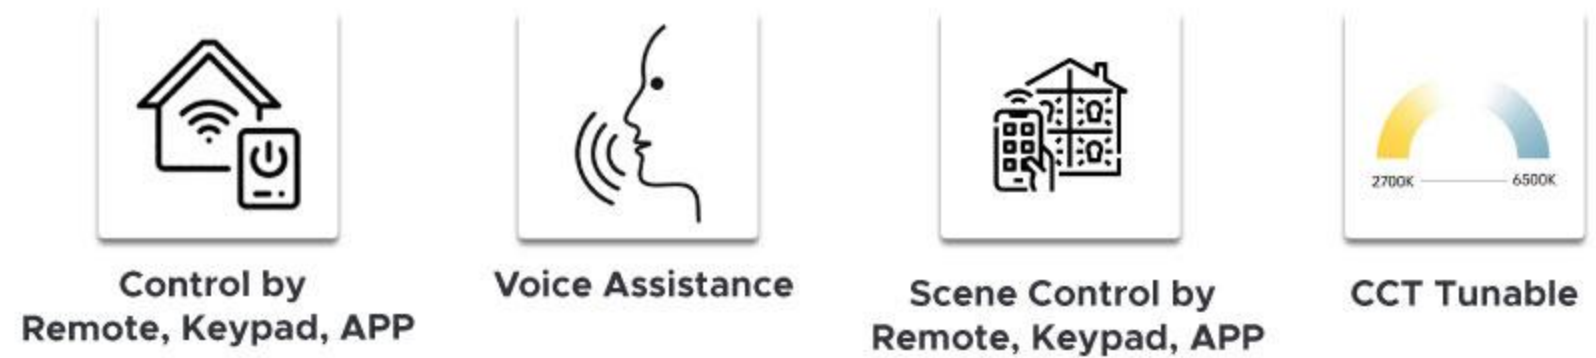 2700K
6500K
Control by
Remote, Keypad, APP
Voice Assistance
Scene Control by
Remote, Keypad, APP
CCT Tunable